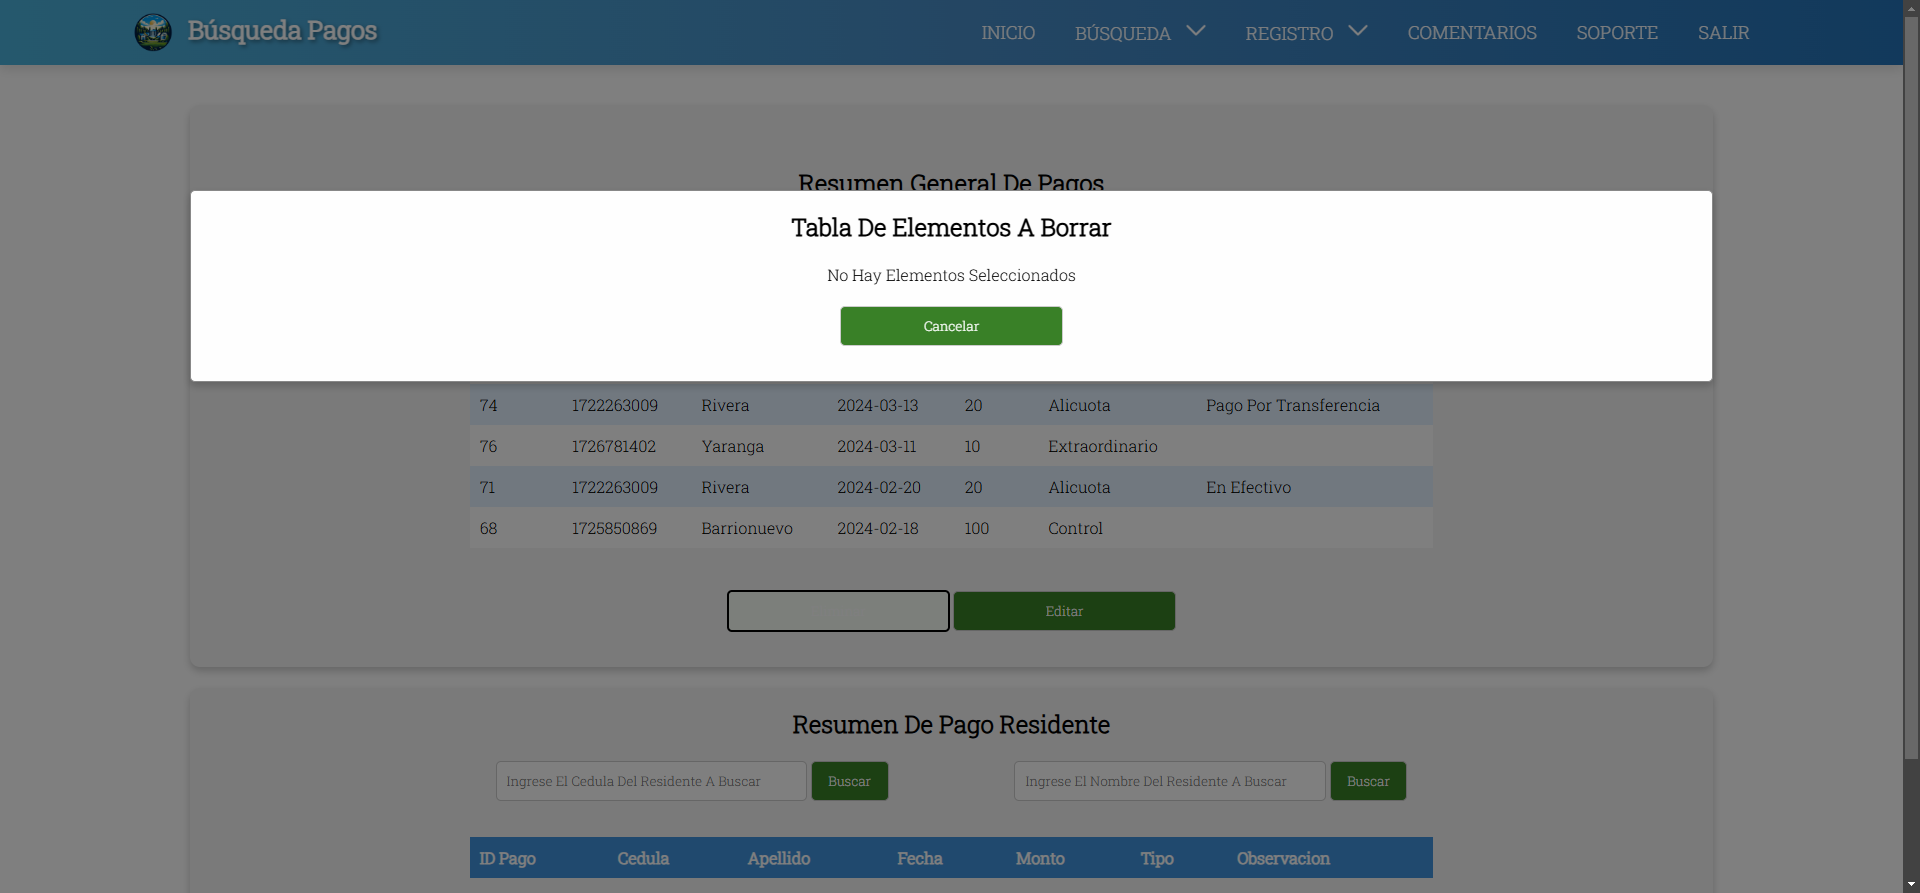 Búsqueda Pagos
INICIO BÚSQUEDA REGISTRO COMENTARIOS SOPORTE SALIR
Resumen General De Pagos
Tabla De Elementos A Borrar
No Hay Elementos Seleccionados
Cancelar
74 1722263009 Rivera 2024-03-13 20 Alicuota Pago Por Transferencia
76 1726781402 Yaranga 2024-03-11 10 Extraordinario
71 1722263009 Rivera 2024-02-20 20 Alicuota En Efectivo
68 1725850869 Barrionuevo 2024-02-18 100 Control
Editar
Resumen De Pago Residente
Ingrese El Cedula Del Residente A Buscar Buscar Ingrese El Nombre Del Residente A Buscar Buscar
ID Pago Cedula Apellido Fecha Monto Tipo Observacion